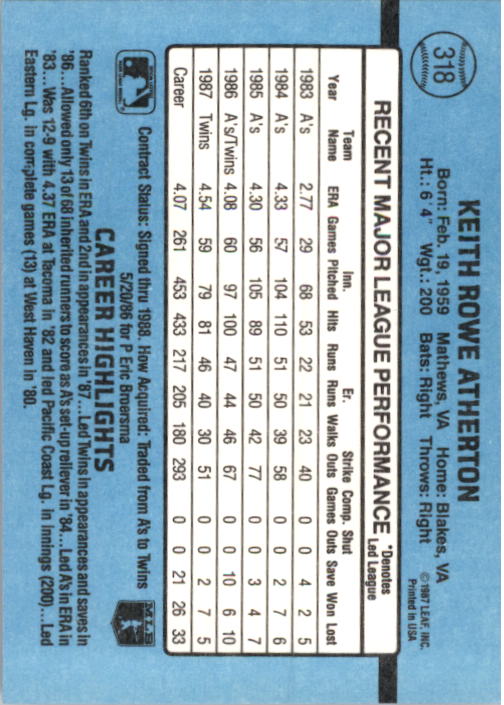 318
KEITH ROWE ATHERTON
Born: Feb. 19, 1959 Mathews, VA Home: Blakes, VA
Ht.: 6' 4" Wgt.: 200 Bats: Right Throws: Right
©1987 LEAF, INC.
Printed in USA
RECENT MAJOR LEAGUE PERFORMANCE *Denotes Led League
Year Team Name ERA Games Inn. Pitched Hits Runs Er. Runs Walks Strike Outs Comp. Games Shut Outs Save Won Lost
1983 A's 2.77 29 68 53 22 21 23 40 0 0 4 2 5
1984 A's 4.33 57 104 110 51 50 39 58 0 0 2 7 6
1985 A's 4.30 56 105 89 51 50 42 77 0 0 3 4 7
1986 A's/Twins 4.08 60 97 100 47 44 46 67 0 0 10 6 10
1987 Twins 4.54 59 79 81 46 40 30 51 0 0 2 7 5
Career 4.07 261 453 433 217 205 180 293 0 0 21 26 33
Contract Status: Signed thru 1988. How Acquired: Traded from A's to Twins
5/20/86 for P Eric Broersma
MLB
CAREER HIGHLIGHTS
Ranked 6th on Twins in ERA and 2nd in appearances in '87...Led Twins in appearances and saves in
'86...Allowed only 13 of 68 inherited runners to score as A's set-up reliever in '84...Led A's in ERA in
'83...Was 12-9 with 4.37 ERA at Tacoma in '82 and led Pacific Coast Lg. in innings (200)...Led
Eastern Lg. in complete games (13) at West Haven in '80.